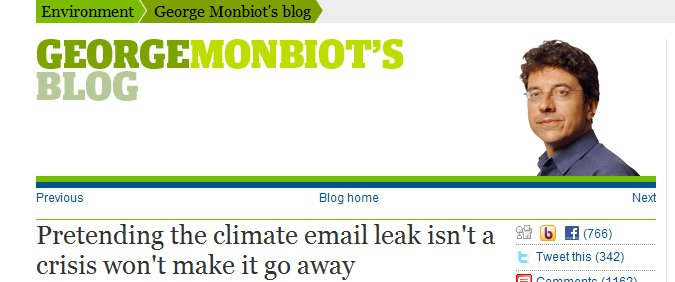 Environment George Monbiot's blog
GEORGEMONBIOT'S
BLOG
Previous Blog home Next
Pretending the climate email leak isn't a
crisis won't make it go away
(766)
Tweet this (342)
Comments (1162)